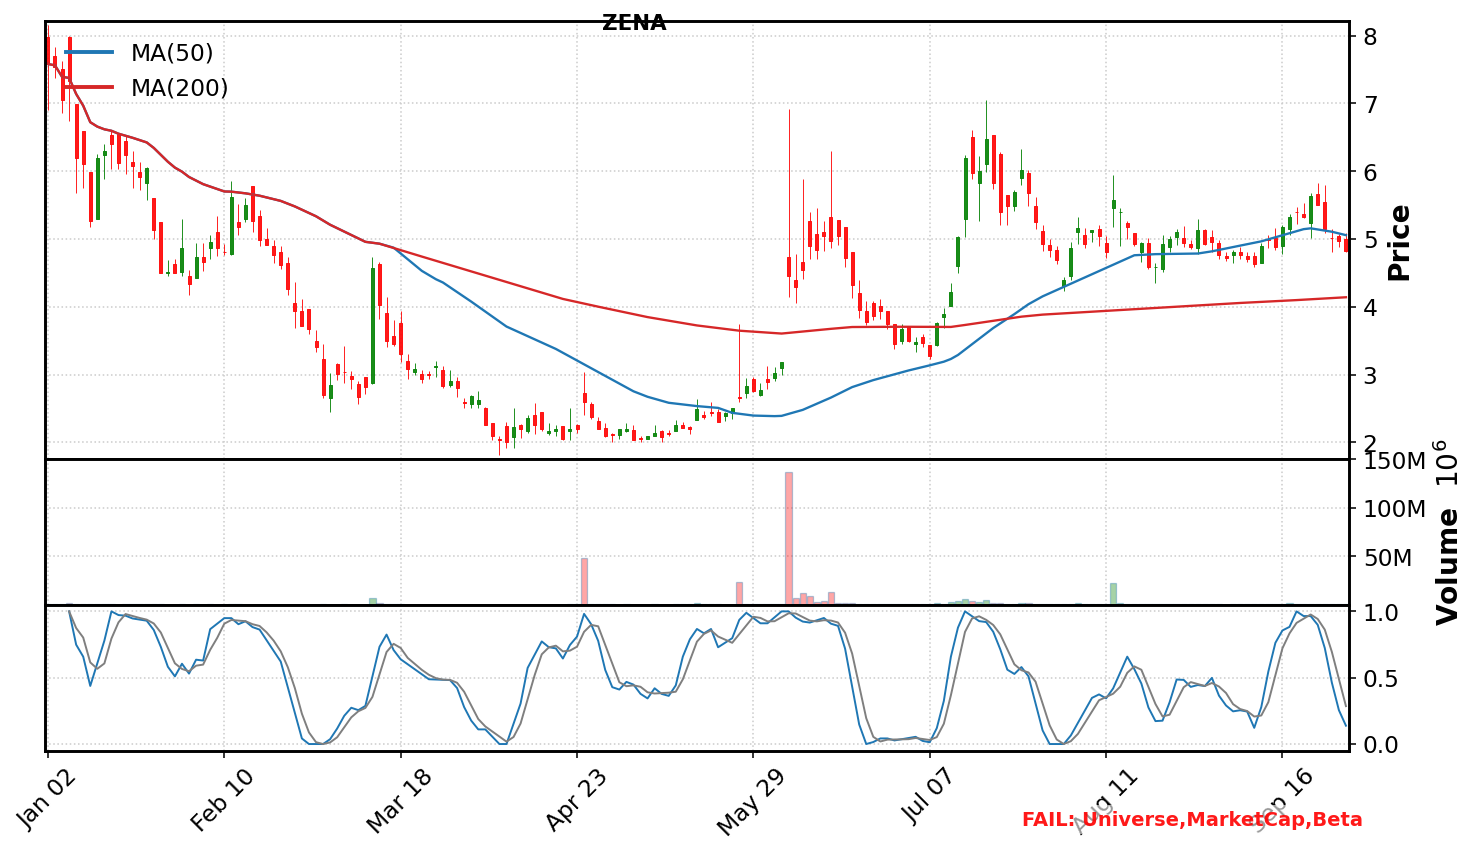 ZENA
MA(50)
MA(200)
8
7
6
5
4
3
2
Price
150M
100M
50M
Volume 10^6
1.0
0.5
0.0
Jan 02
Feb 10
Mar 18
Apr 23
May 29
Jul 07
Aug 11
Sep 16
FAIL: Universe,MarketCap,Beta